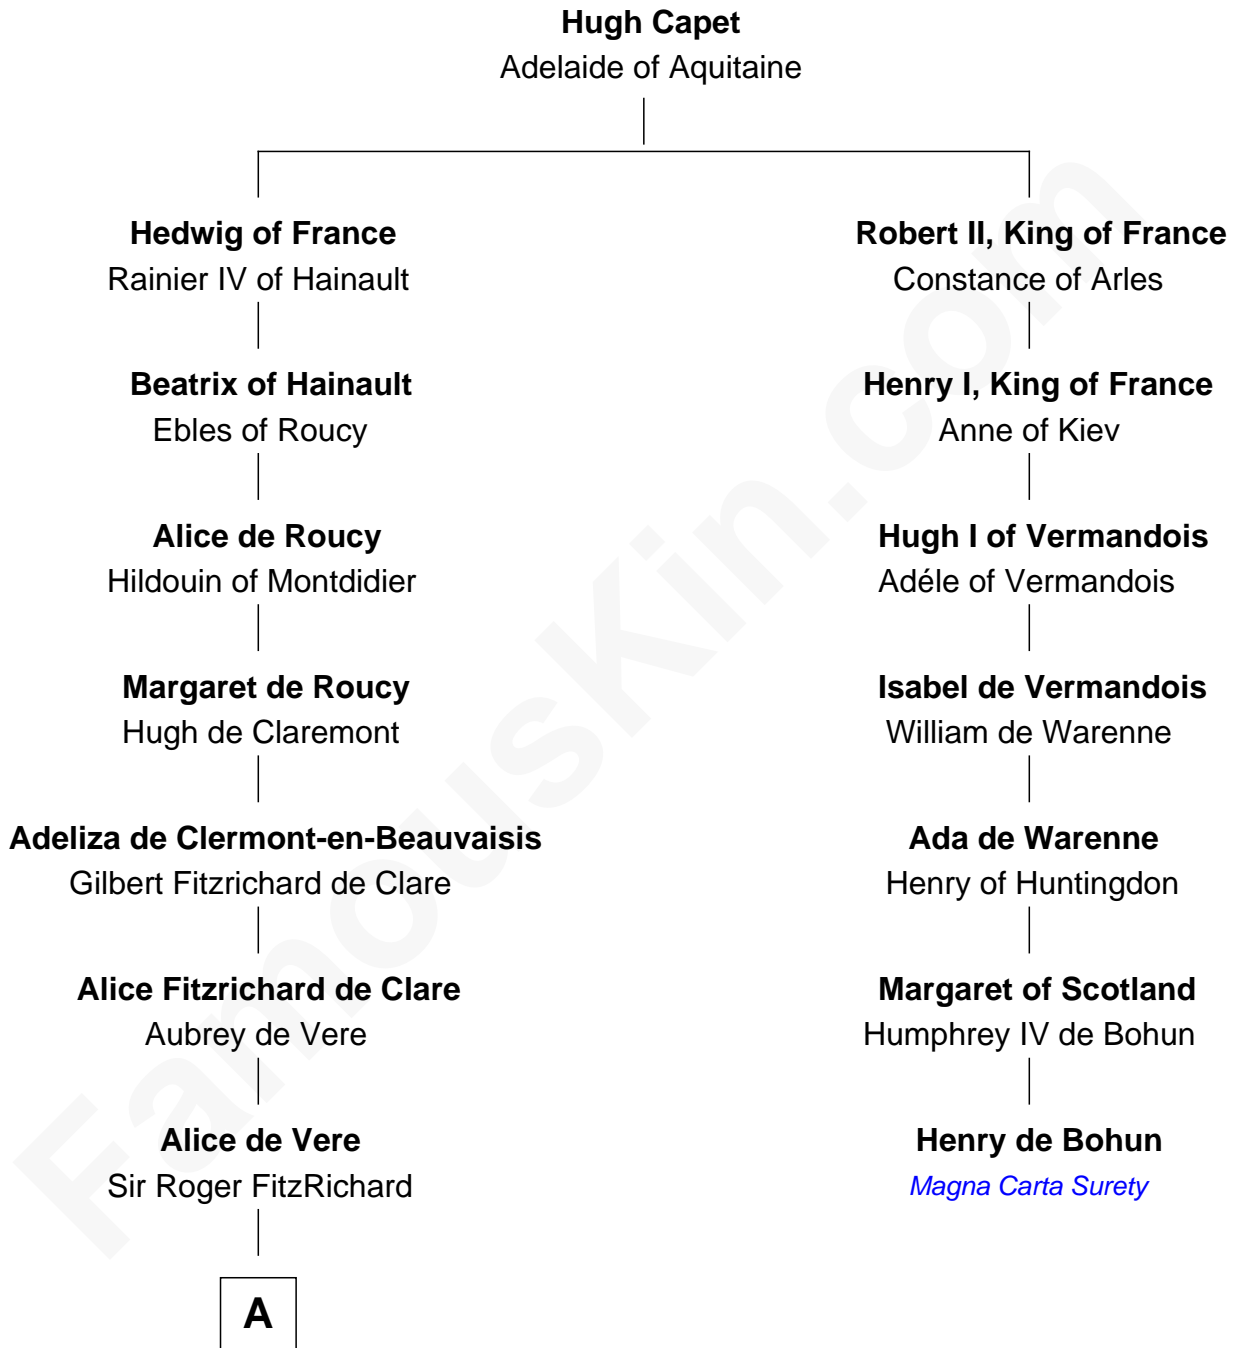 Hugh Capet
Adelaide of Aquitaine
Hedwig of France
Rainier IV of Hainault
Robert II, King of France
Constance of Arles
Beatrix of Hainault
Ebles of Roucy
Henry I, King of France
Anne of Kiev
Alice de Roucy
Hildouin of Montdidier
Hugh I of Vermandois
Adéle of Vermandois
Margaret de Roucy
Hugh de Claremont
Isabel de Vermandois
William de Warenne
Adeliza de Clermont-en-Beauvaisis
Gilbert Fitzrichard de Clare
Ada de Warenne
Henry of Huntingdon
Alice Fitzrichard de Clare
Aubrey de Vere
Margaret of Scotland
Humphrey IV de Bohun
Alice de Vere
Sir Roger FitzRichard
Henry de Bohun
Magna Carta Surety
A
FamousKin.com